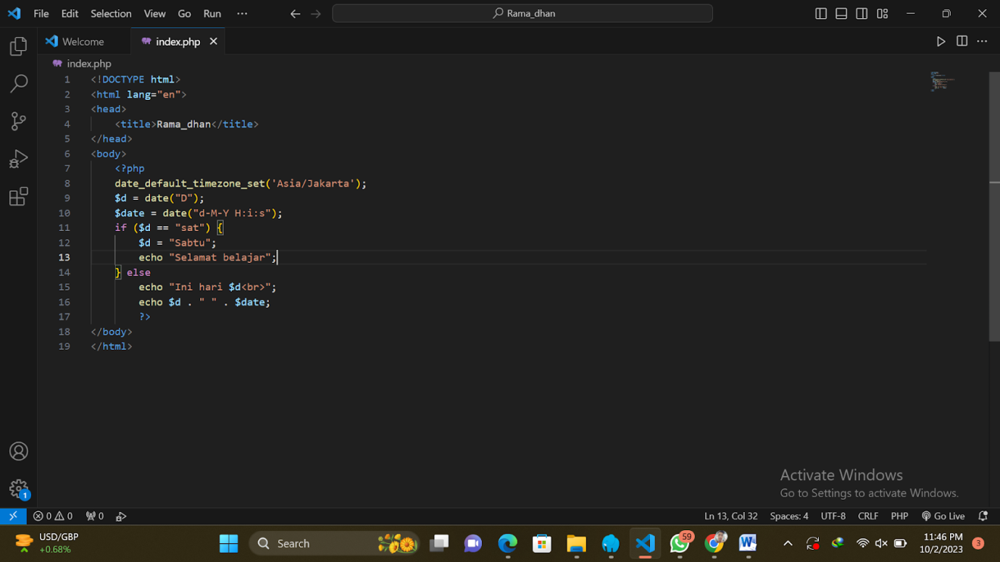 File Edit Selection View Go Run ··· Rama_dhan
Welcome index.php
index.php
1 <!DOCTYPE html>
2 <html lang="en">
3 <head>
4     <title>Rama_dhan</title>
5 </head>
6 <body>
7     <?php
8     date_default_timezone_set('Asia/Jakarta');
9     $d = date("D");
10     $date = date("d-M-Y H:i:s");
11     if ($d == "sat") {
12         $d = "Sabtu";
13         echo "Selamat belajar";
14     } else
15         echo "Ini hari $d<br>";
16         echo $d . " " . $date;
17         ?>
18 </body>
19 </html>
Activate Windows
Go to Settings to activate Windows.
1
0 0 0 Ln 13, Col 32 Spaces: 4 UTF-8 CRLF PHP Go Live
USD/GBP
+0.68%
Search
59
11:46 PM
10/2/2023
3